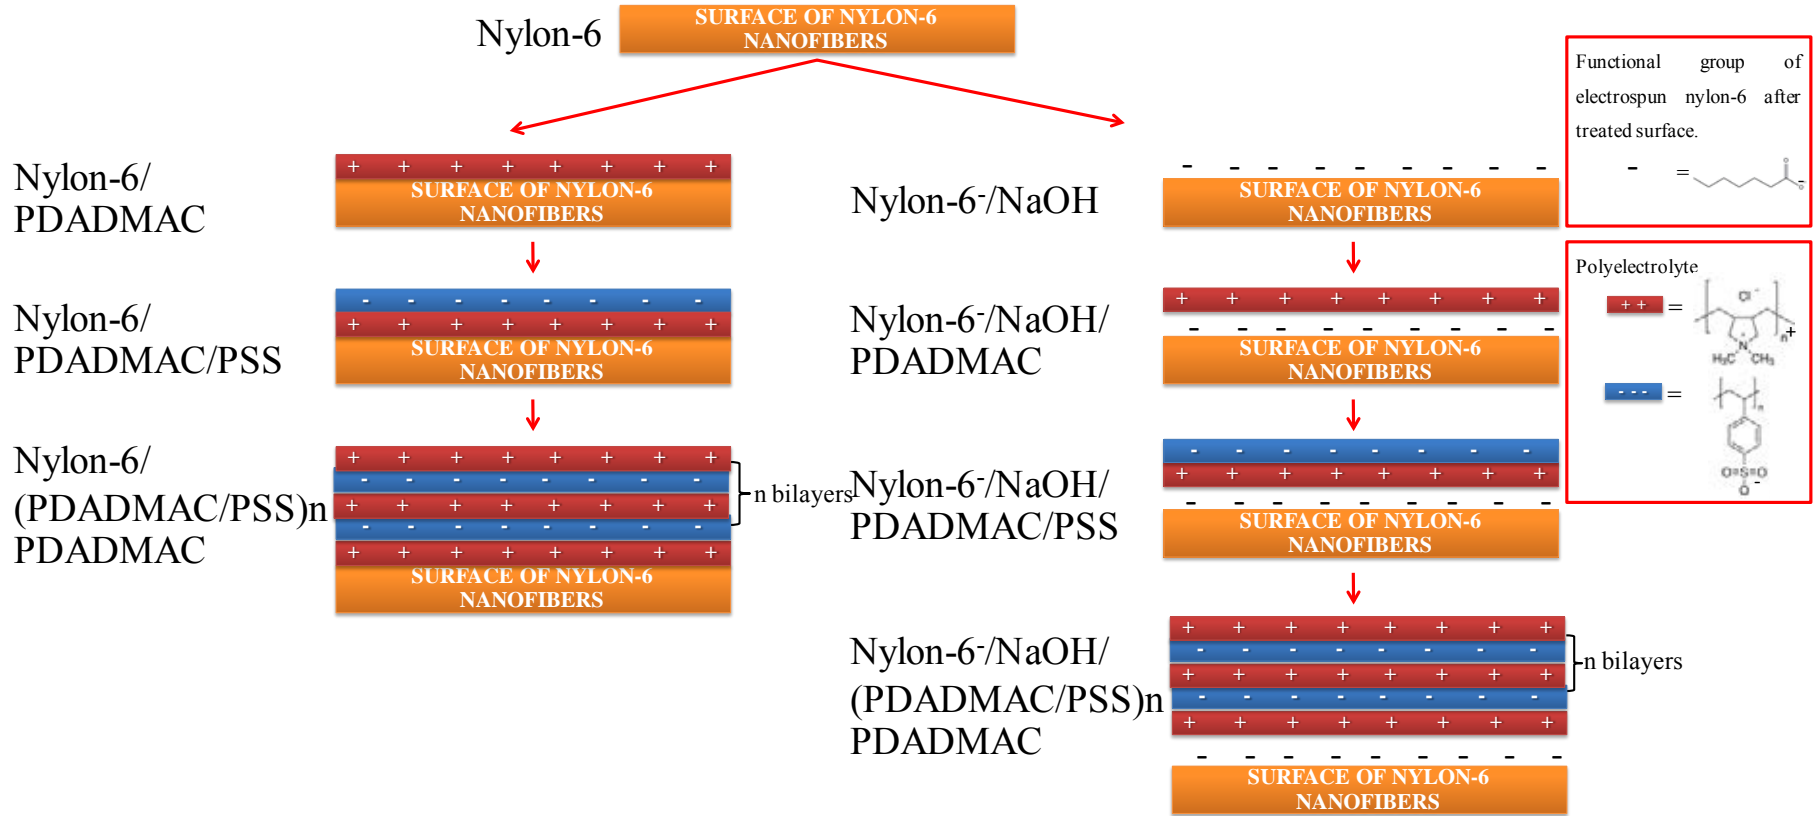 Nylon-6
SURFACE OF NYLON-6
NANOFIBERS
Nylon-6/
PDADMAC
+ + + + + + + +
SURFACE OF NYLON-6
NANOFIBERS
Nylon-6/
PDADMAC/PSS
- - - - - - - -
+ + + + + + + +
SURFACE OF NYLON-6
NANOFIBERS
Nylon-6/
(PDADMAC/PSS)n
PDADMAC
+ + + + + + + +
- - - - - - - -
+ + + + + + + +
- - - - - - - -
+ + + + + + + +
n bilayers
SURFACE OF NYLON-6
NANOFIBERS
Nylon-6⁻/NaOH
- - - - - - - - -
SURFACE OF NYLON-6
NANOFIBERS
Nylon-6⁻/NaOH/
PDADMAC
+ + + + + + + +
- - - - - - - - -
SURFACE OF NYLON-6
NANOFIBERS
Nylon-6⁻/NaOH/
PDADMAC/PSS
- - - - - - - -
+ + + + + + + +
- - - - - - - - -
SURFACE OF NYLON-6
NANOFIBERS
Nylon-6⁻/NaOH/
(PDADMAC/PSS)n
PDADMAC
+ + + + + + + +
- - - - - - - -
+ + + + + + + +
- - - - - - - -
+ + + + + + + +
n bilayers
- - - - - - - - -
SURFACE OF NYLON-6
NANOFIBERS
Functional group of
electrospun nylon-6 after
treated surface.
- =
O
O-
Polyelectrolyte
+ + =
Cl -
n +
N+
H₃C CH₃
- - - =
n
O=S=O
O-